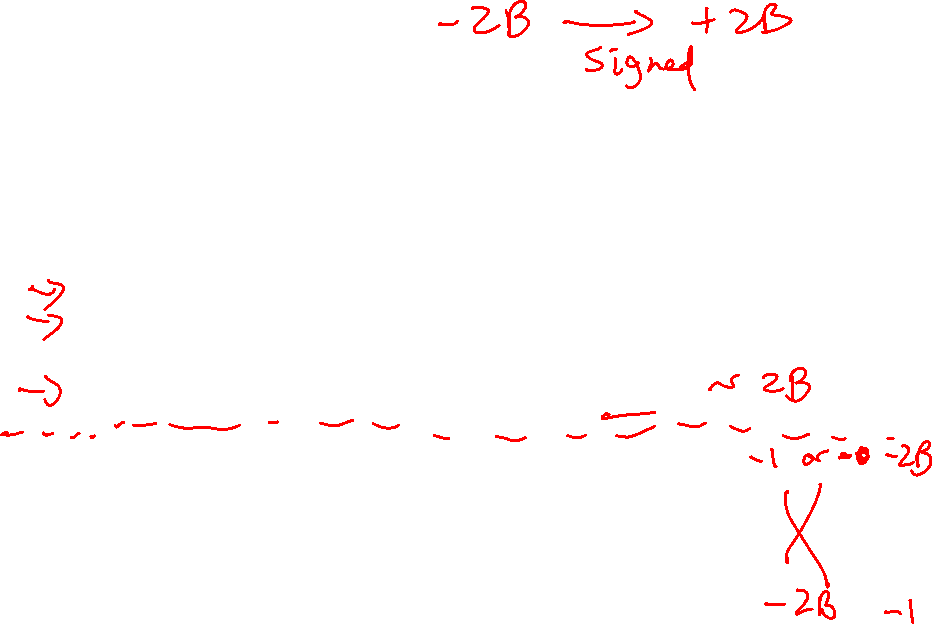 -2B → +2B
signed
~ 2B
-1 or -2B
-2B -1